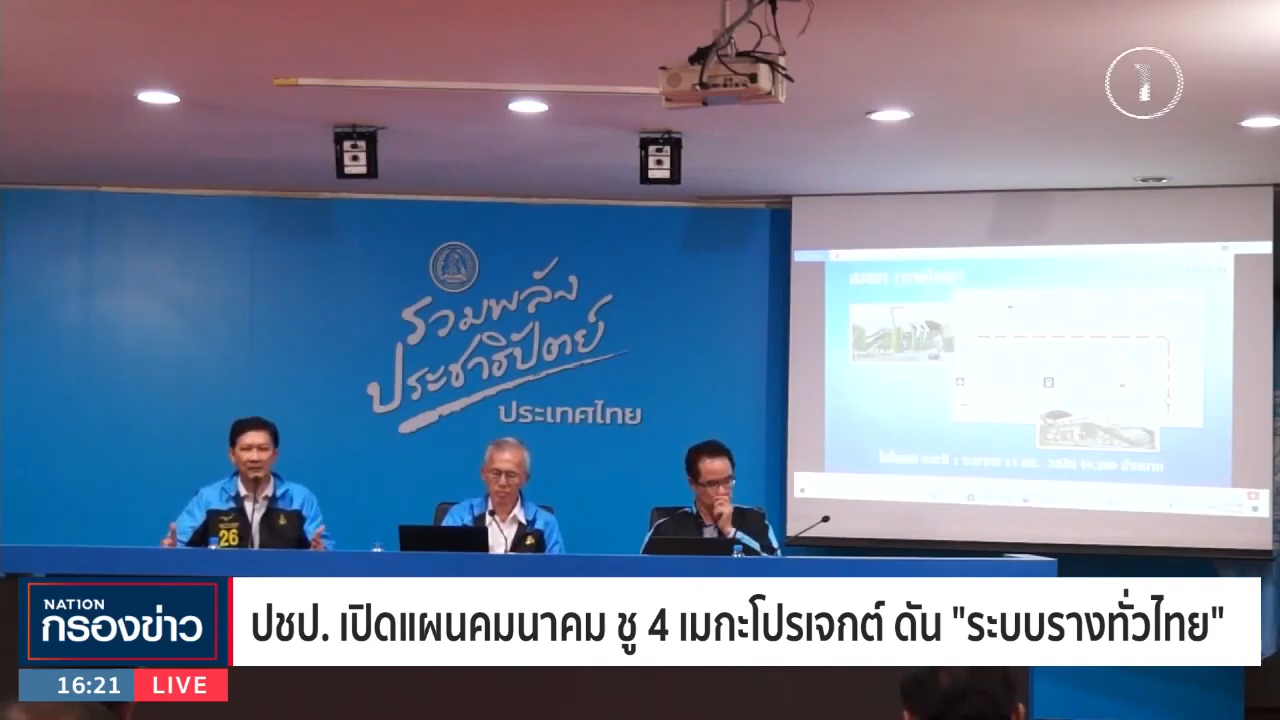 1
รวมพลัง
ประชาธิปัตย์
ประเทศไทย
26
NATION
กรองข่าว
ปชป. เปิดแผนคมนาคม ชู 4 เมกะโปรเจกต์ ดัน "ระบบรางทั่วไทย"
16:21 LIVE